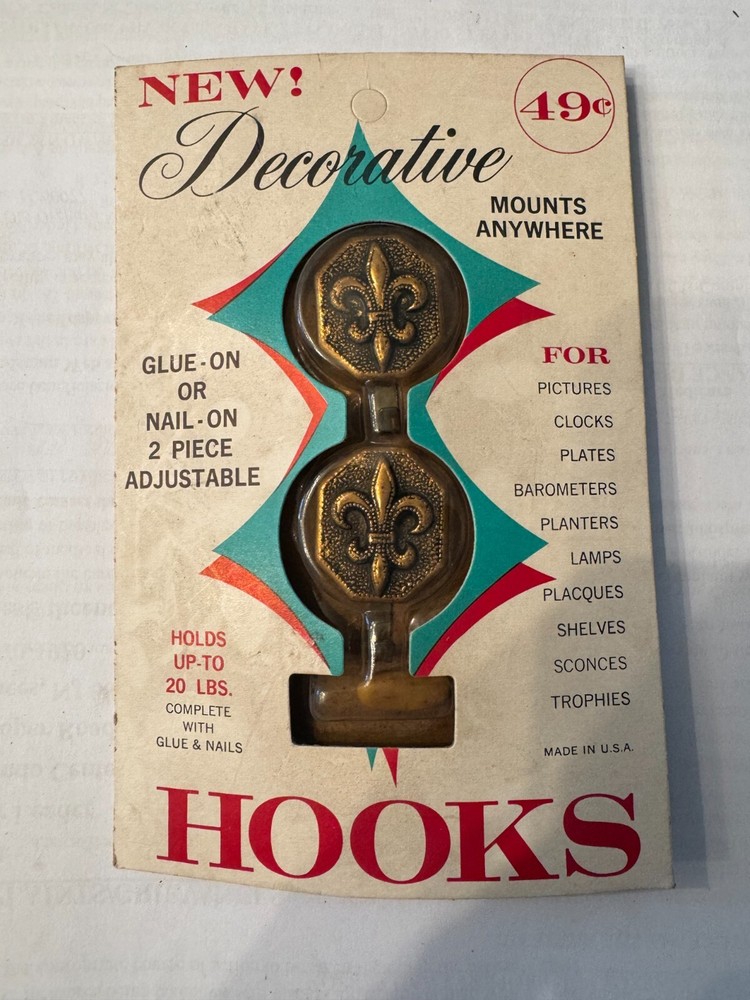 NEW!
49¢
Decorative
MOUNTS
ANYWHERE
GLUE-ON
OR
NAIL-ON
2 PIECE
ADJUSTABLE
FOR
PICTURES
CLOCKS
PLATES
BAROMETERS
PLANTERS
LAMPS
PLACQUES
SHELVES
SCONCES
TROPHIES
HOLDS
UP-TO
20 LBS.
COMPLETE
WITH
GLUE & NAILS
MADE IN U.S.A.
HOOKS